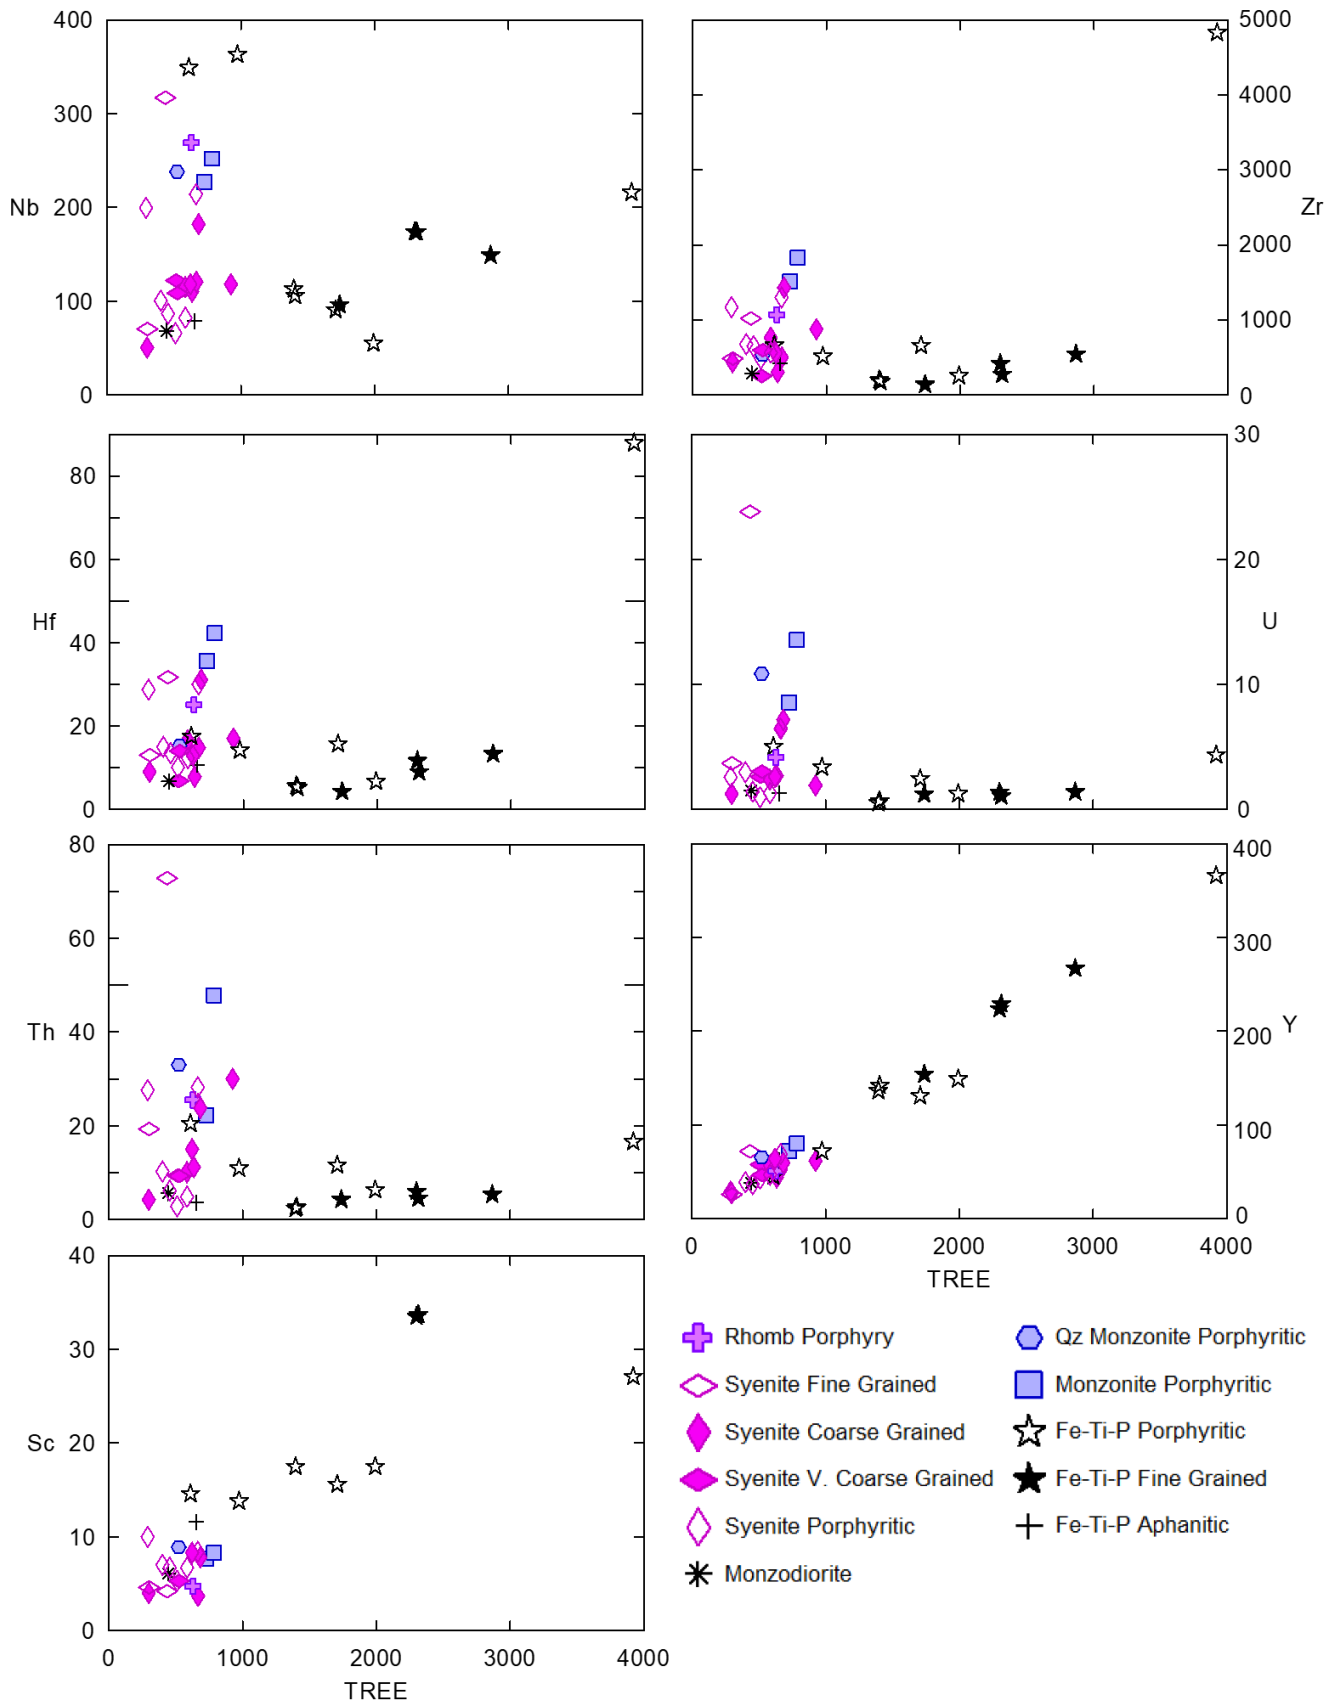 400
300
Nb 200
100
0
5000
4000
3000
Zr
2000
1000
0
80
60
Hf
40
20
0
30
20
U
10
0
80
60
Th 40
20
0
400
300
200 Y
100
0
0 1000 2000 3000 4000
TREE
40
30
Sc 20
10
0
0 1000 2000 3000 4000
TREE
Rhomb Porphyry
Syenite Fine Grained
Syenite Coarse Grained
Syenite V. Coarse Grained
Syenite Porphyritic
Monzodiorite
Qz Monzonite Porphyritic
Monzonite Porphyritic
Fe-Ti-P Porphyritic
Fe-Ti-P Fine Grained
Fe-Ti-P Aphanitic